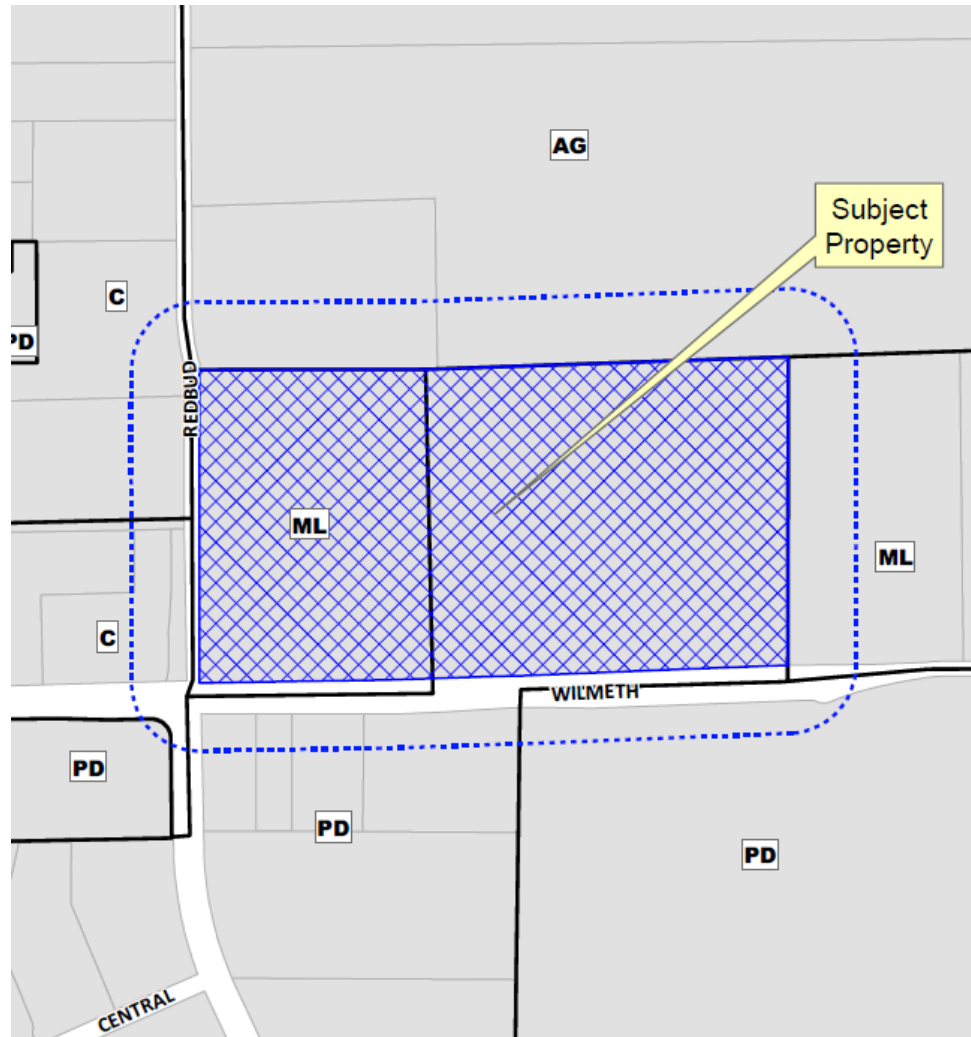 AG
Subject
Property
C
PD
REDBUD
ML
ML
C
WILMETH
PD
PD
PD
CENTRAL